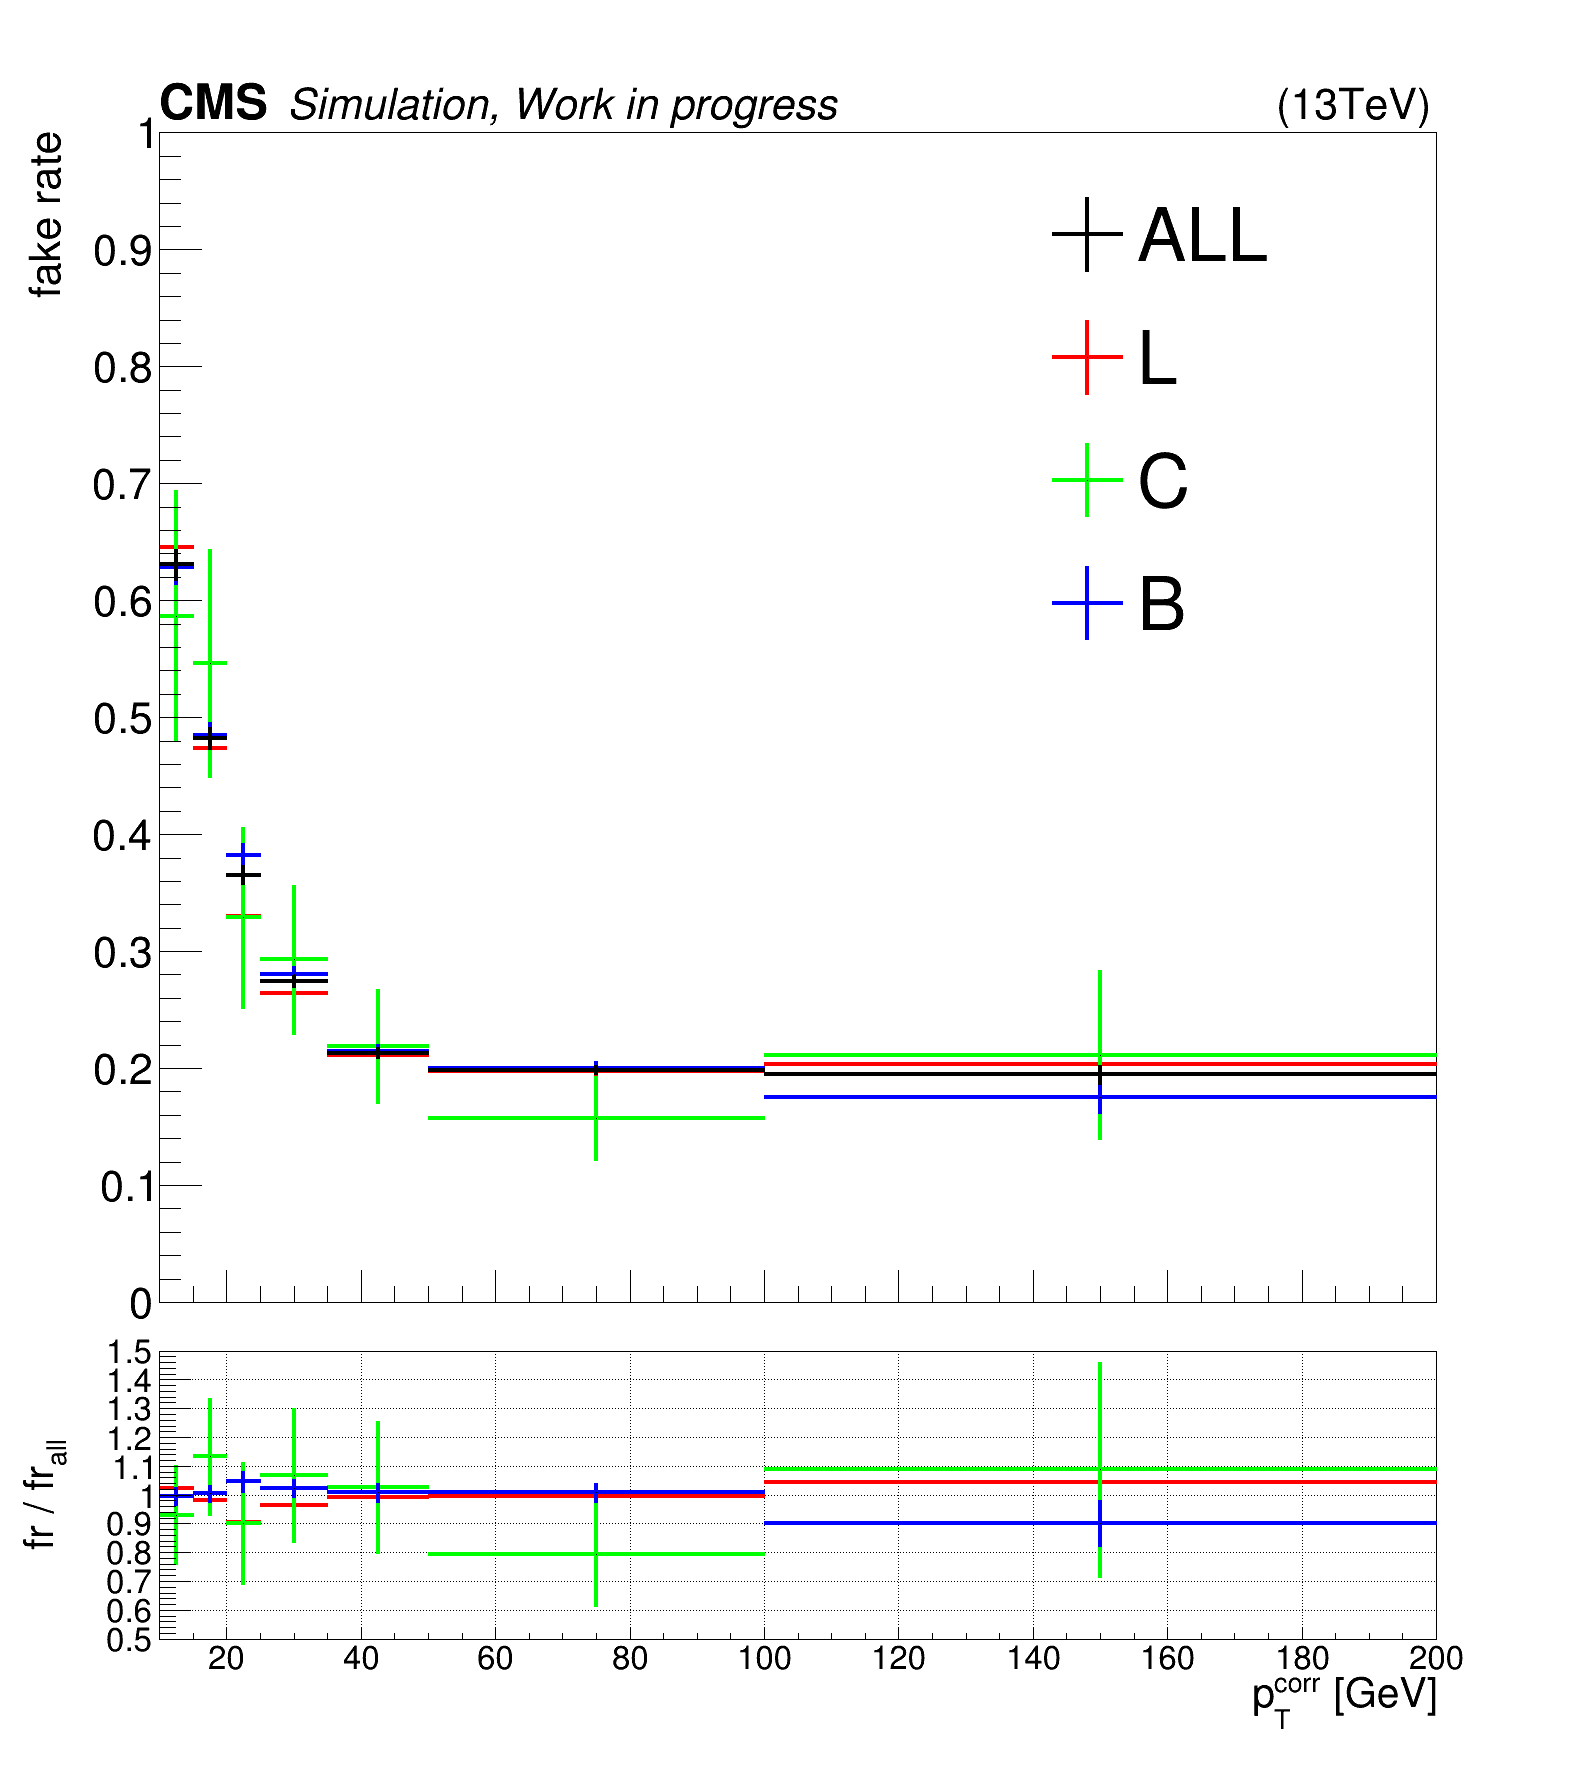 CMS Simulation, Work in progress (13TeV)
fake rate
1
0.9
0.8
0.7
0.6
0.5
0.4
0.3
0.2
0.1
0
ALL
L
C
B
fr / fr_all
1.5
1.4
1.3
1.2
1.1
1
0.9
0.8
0.7
0.6
0.5
20 40 60 80 100 120 140 160 180 200
p_T^corr [GeV]